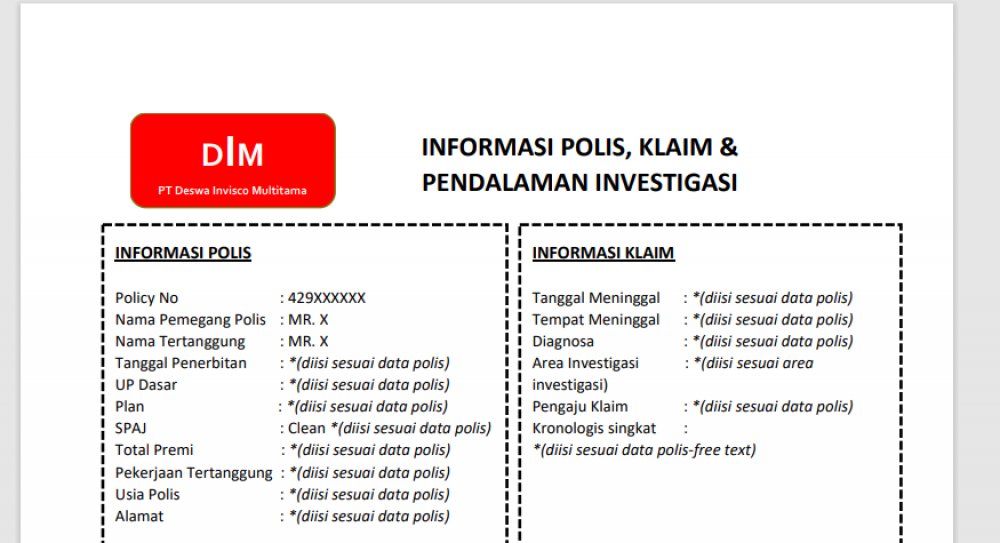 DIM
PT Deswa Invisco Multitama
INFORMASI POLIS, KLAIM &
PENDALAMAN INVESTIGASI
INFORMASI POLIS
Policy No : 429XXXXXX
Nama Pemegang Polis : MR. X
Nama Tertanggung : MR. X
Tanggal Penerbitan : *(diisi sesuai data polis)
UP Dasar : *(diisi sesuai data polis)
Plan : *(diisi sesuai data polis)
SPAJ : Clean *(diisi sesuai data polis)
Total Premi : *(diisi sesuai data polis)
Pekerjaan Tertanggung : *(diisi sesuai data polis)
Usia Polis : *(diisi sesuai data polis)
Alamat : *(diisi sesuai data polis)
INFORMASI KLAIM
Tanggal Meninggal : *(diisi sesuai data polis)
Tempat Meninggal : *(diisi sesuai data polis)
Diagnosa : *(diisi sesuai data polis)
Area Investigasi : *(diisi sesuai area
investigasi)
Pengaju Klaim : *(diisi sesuai data polis)
Kronologis singkat :
*(diisi sesuai data polis-free text)